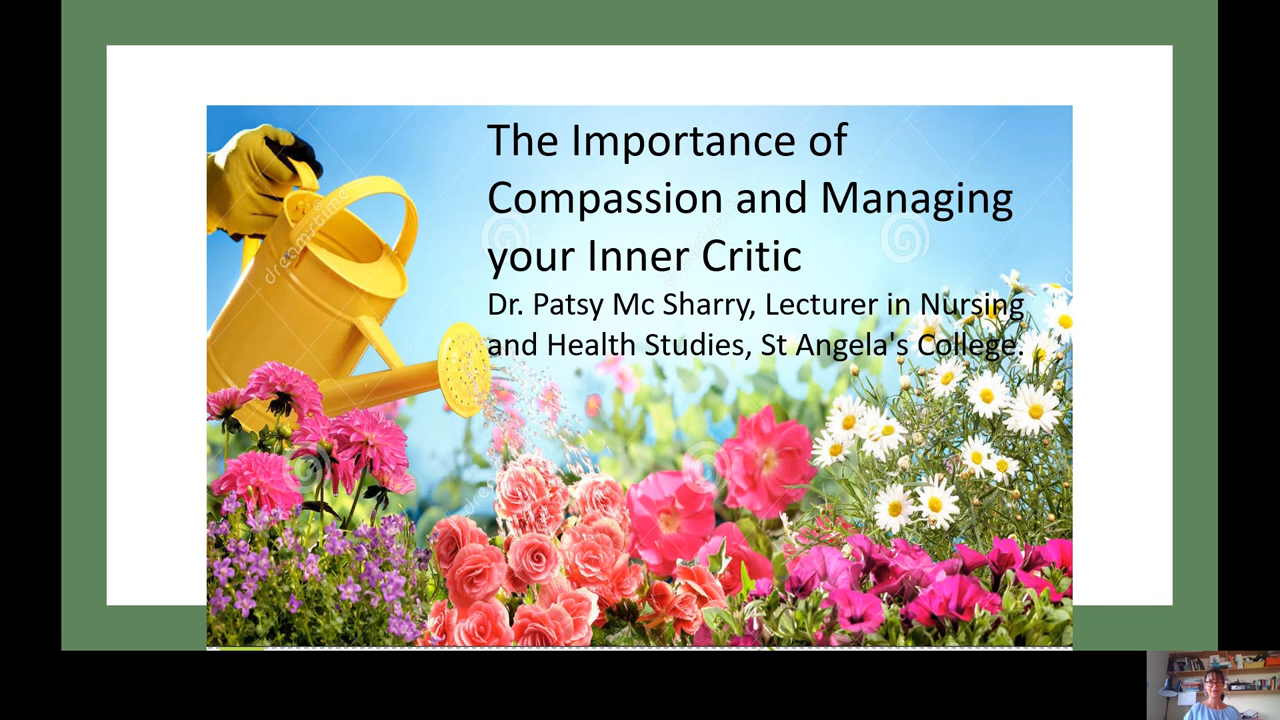 The Importance of
Compassion and Managing
your Inner Critic
Dr. Patsy Mc Sharry, Lecturer in Nursing
and Health Studies, St Angela's College.
dreamstime